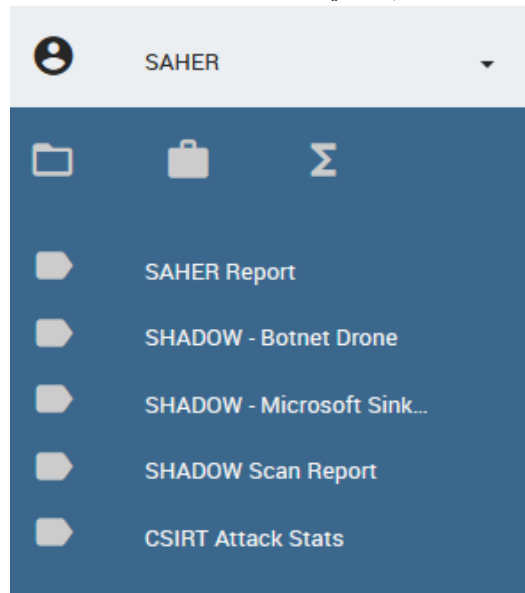 SAHER
Σ
SAHER Report
SHADOW - Botnet Drone
SHADOW - Microsoft Sink...
SHADOW Scan Report
CSIRT Attack Stats